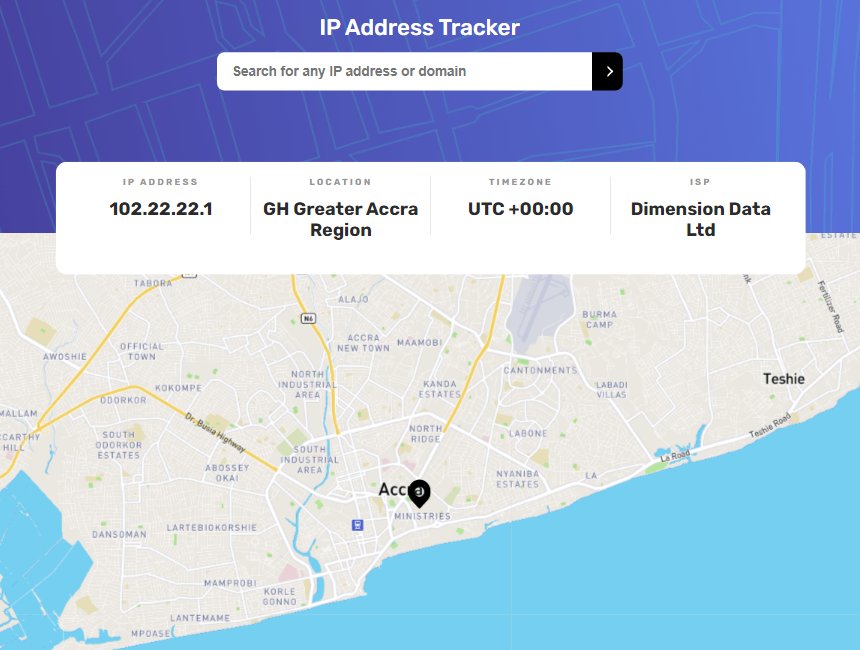 IP Address Tracker
Search for any IP address or domain
IP ADDRESS
102.22.22.1
LOCATION
GH Greater Accra
Region
TIMEZONE
UTC +00:00
ISP
Dimension Data
Ltd
ESTATE
TABORA
ALAJO
N6
BURMA
CAMP
Fertilizer Road
ACCRA
NEW TOWN
MAAMOBI
OFFICIAL
TOWN
AWOSHIE
CANTONMENTS
Teshie
NORTH
INDUSTRIAL
AREA
KANDA
ESTATES
LABADI
VILLAS
KOKOMPE
ODORKOR
MALLAM
Dr. Busia Highway
Teshie Road
NORTH
RIDGE
LABONE
CCARTHY
HILL
SOUTH
ODORKOR
ESTATES
SOUTH
INDUSTRIAL
AREA
La Road
ABOSSEY
OKAI
NYANIBA
ESTATES
LA
Accra
MINISTRIES
LARTEBIOKORSHIE
DANSOMAN
MAMPROBI
KORLE
GONNO
LANTEMAME
MPOASE